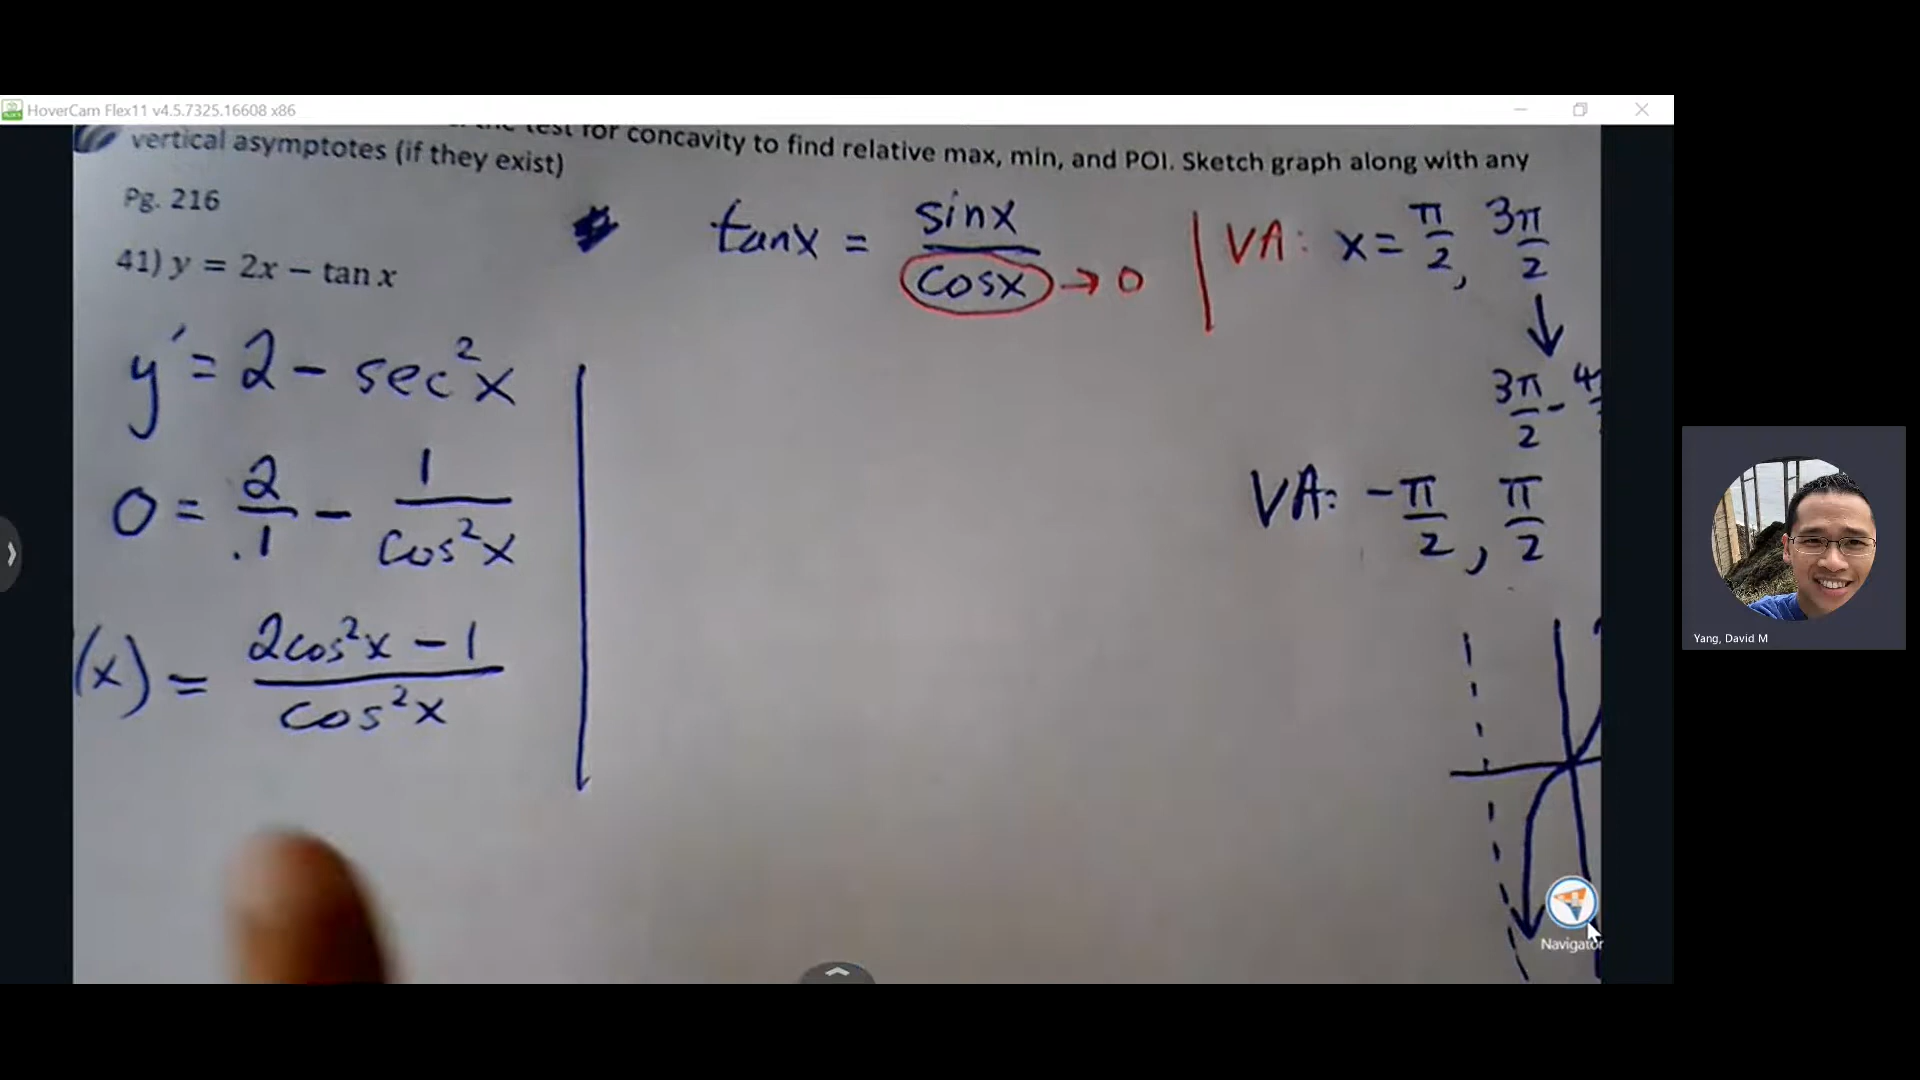 HoverCam Flex11 v4.5.7325.16608 x86
the test for concavity to find relative max, min, and POI. Sketch graph along with any
vertical asymptotes (if they exist)
Pg. 216
tanx = sinx / cosx → 0 | VA: x = π/2, 3π/2
41) y = 2x − tan x
y' = 2 - sec²x
3π/2 - 4
0 = 2/1 - 1/cos²x
VA: -π/2, π/2
(x) = 2cos²x - 1 / cos²x
Yang, David M
Navigator